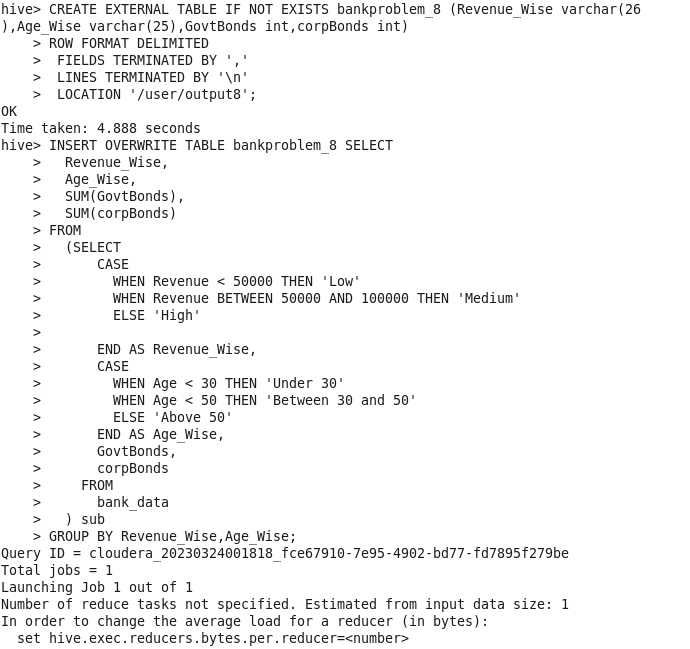 hive> CREATE EXTERNAL TABLE IF NOT EXISTS bankproblem_8 (Revenue_Wise varchar(26
),Age_Wise varchar(25),GovtBonds int,corpBonds int)
    > ROW FORMAT DELIMITED
    >  FIELDS TERMINATED BY ','
    >  LINES TERMINATED BY '\n'
    >  LOCATION '/user/output8';
OK
Time taken: 4.888 seconds
hive> INSERT OVERWRITE TABLE bankproblem_8 SELECT
    >   Revenue_Wise,
    >   Age_Wise,
    >   SUM(GovtBonds),
    >   SUM(corpBonds)
    > FROM
    >   (SELECT
    >       CASE
    >         WHEN Revenue < 50000 THEN 'Low'
    >         WHEN Revenue BETWEEN 50000 AND 100000 THEN 'Medium'
    >         ELSE 'High'
    >
    >       END AS Revenue_Wise,
    >       CASE
    >         WHEN Age < 30 THEN 'Under 30'
    >         WHEN Age < 50 THEN 'Between 30 and 50'
    >         ELSE 'Above 50'
    >       END AS Age_Wise,
    >       GovtBonds,
    >       corpBonds
    >     FROM
    >       bank_data
    >   ) sub
    > GROUP BY Revenue_Wise,Age_Wise;
Query ID = cloudera_20230324001818_fce67910-7e95-4902-bd77-fd7895f279be
Total jobs = 1
Launching Job 1 out of 1
Number of reduce tasks not specified. Estimated from input data size: 1
In order to change the average load for a reducer (in bytes):
  set hive.exec.reducers.bytes.per.reducer=<number>